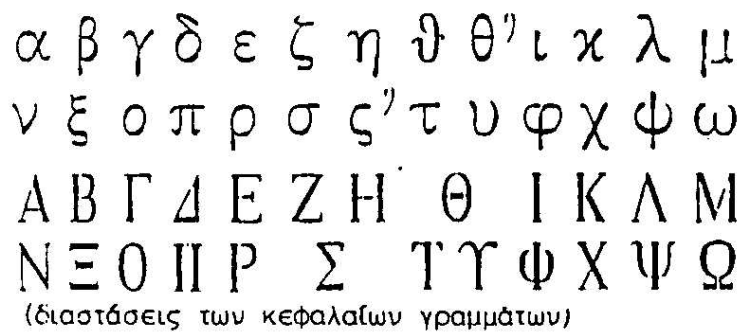 α β γ δ ε ζ η ϑ θ⁾⁾ ι ϰ λ μ
ν ξ ο π ρ σ ς⁾⁾ τ υ φ χ ψ ω
Α Β Γ Δ Ε Ζ Η Θ Ι Κ Λ Μ
Ν Ξ Ο Π Ρ Σ Τ ϒ Φ Χ Ψ Ω
(διαστάσεις των κεφαλαίων γραμμάτων)